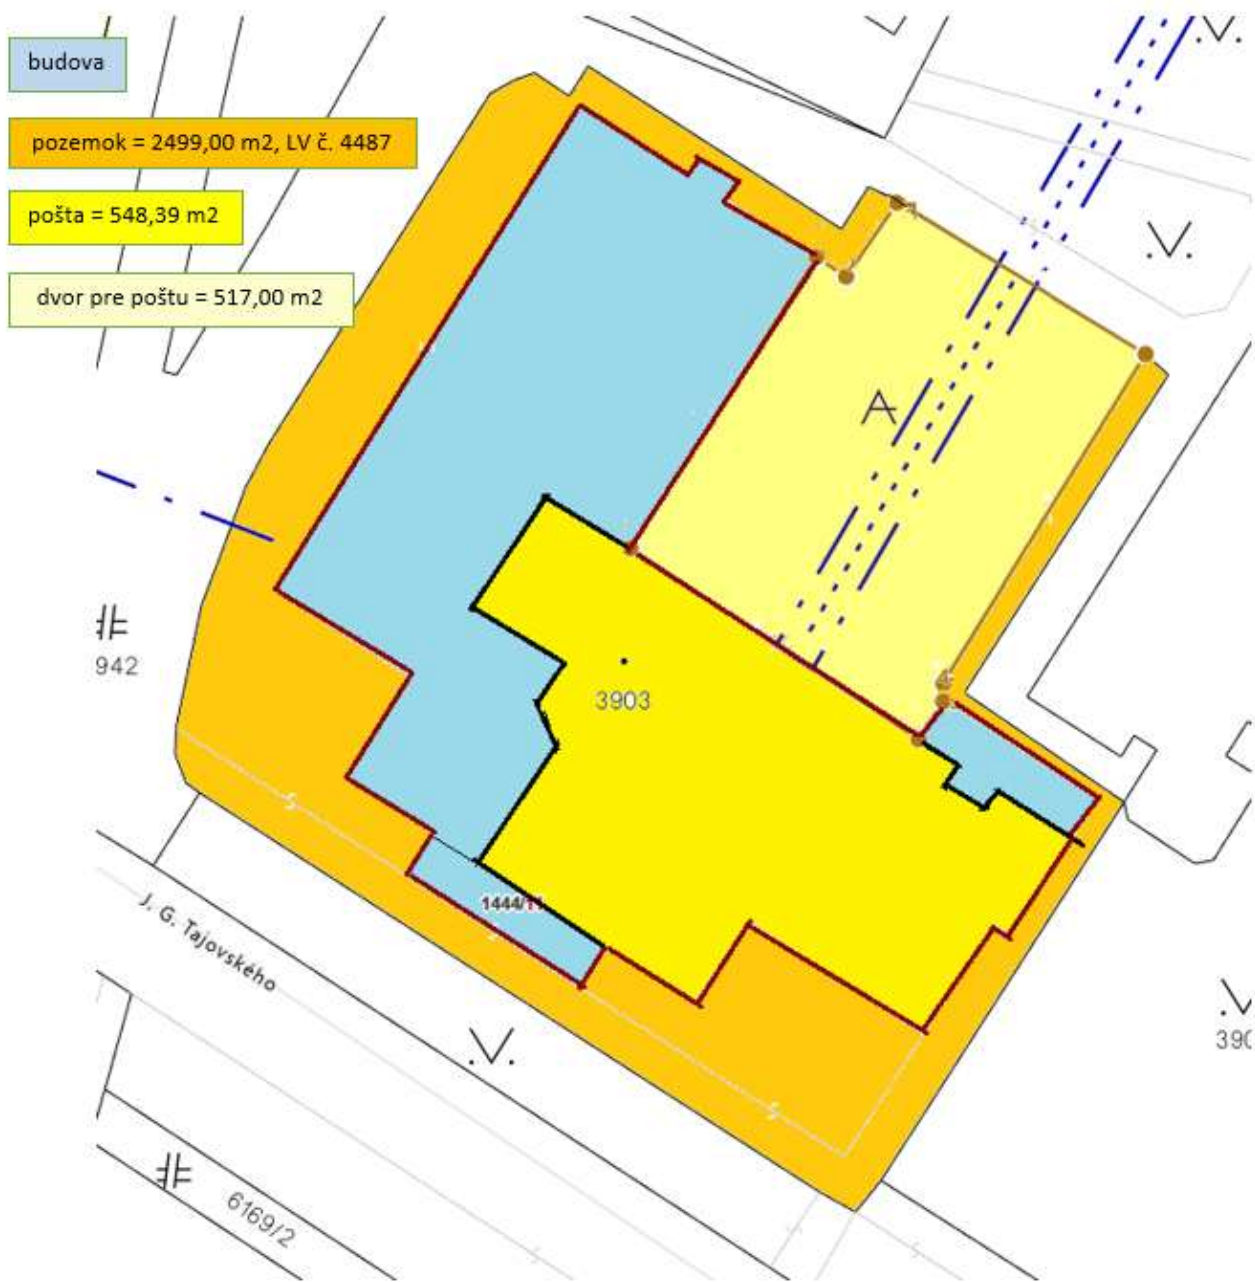 budova
pozemok = 2499,00 m2, LV č. 4487
pošta = 548,39 m2
dvor pre poštu = 517,00 m2
942
3903
1444/11
J. G. Tajovského
390
6169/2